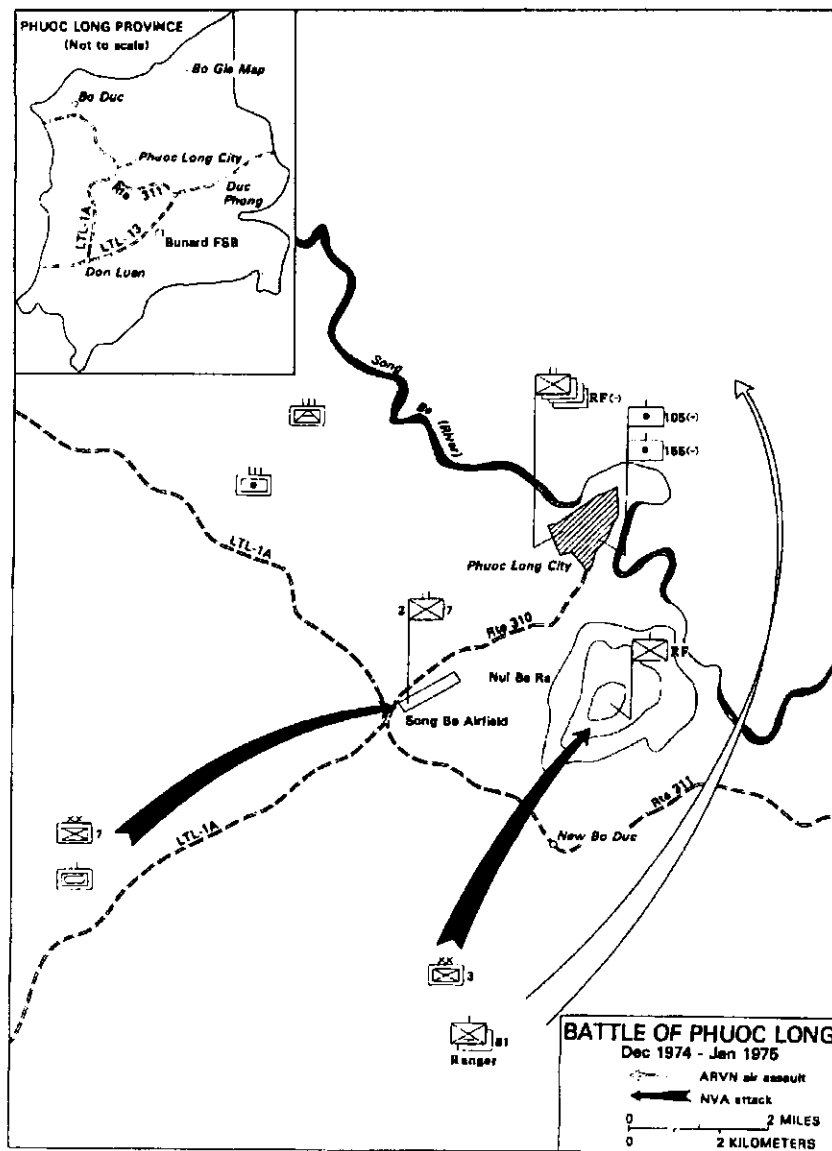 PHUOC LONG PROVINCE
(Not to scale)
Bo Gia Map
Bo Duc
Phuoc Long City
Rte 311
Duc
Phong
LTL-1A
LTL-13
Bunard FSB
Don Luan
Song
Be (River)
RF(-)
105(-)
155(-)
LTL-1A
Phuoc Long City
2 7
Rte 310
RF
Nui Ba Ra
Song Be Airfield
Rte 311
XX
7
LTL-1A
New Bo Duc
XX
3
81
Ranger
BATTLE OF PHUOC LONG
Dec 1974 - Jan 1975
ARVN air assault
NVA attack
0 2 MILES
0 2 KILOMETERS